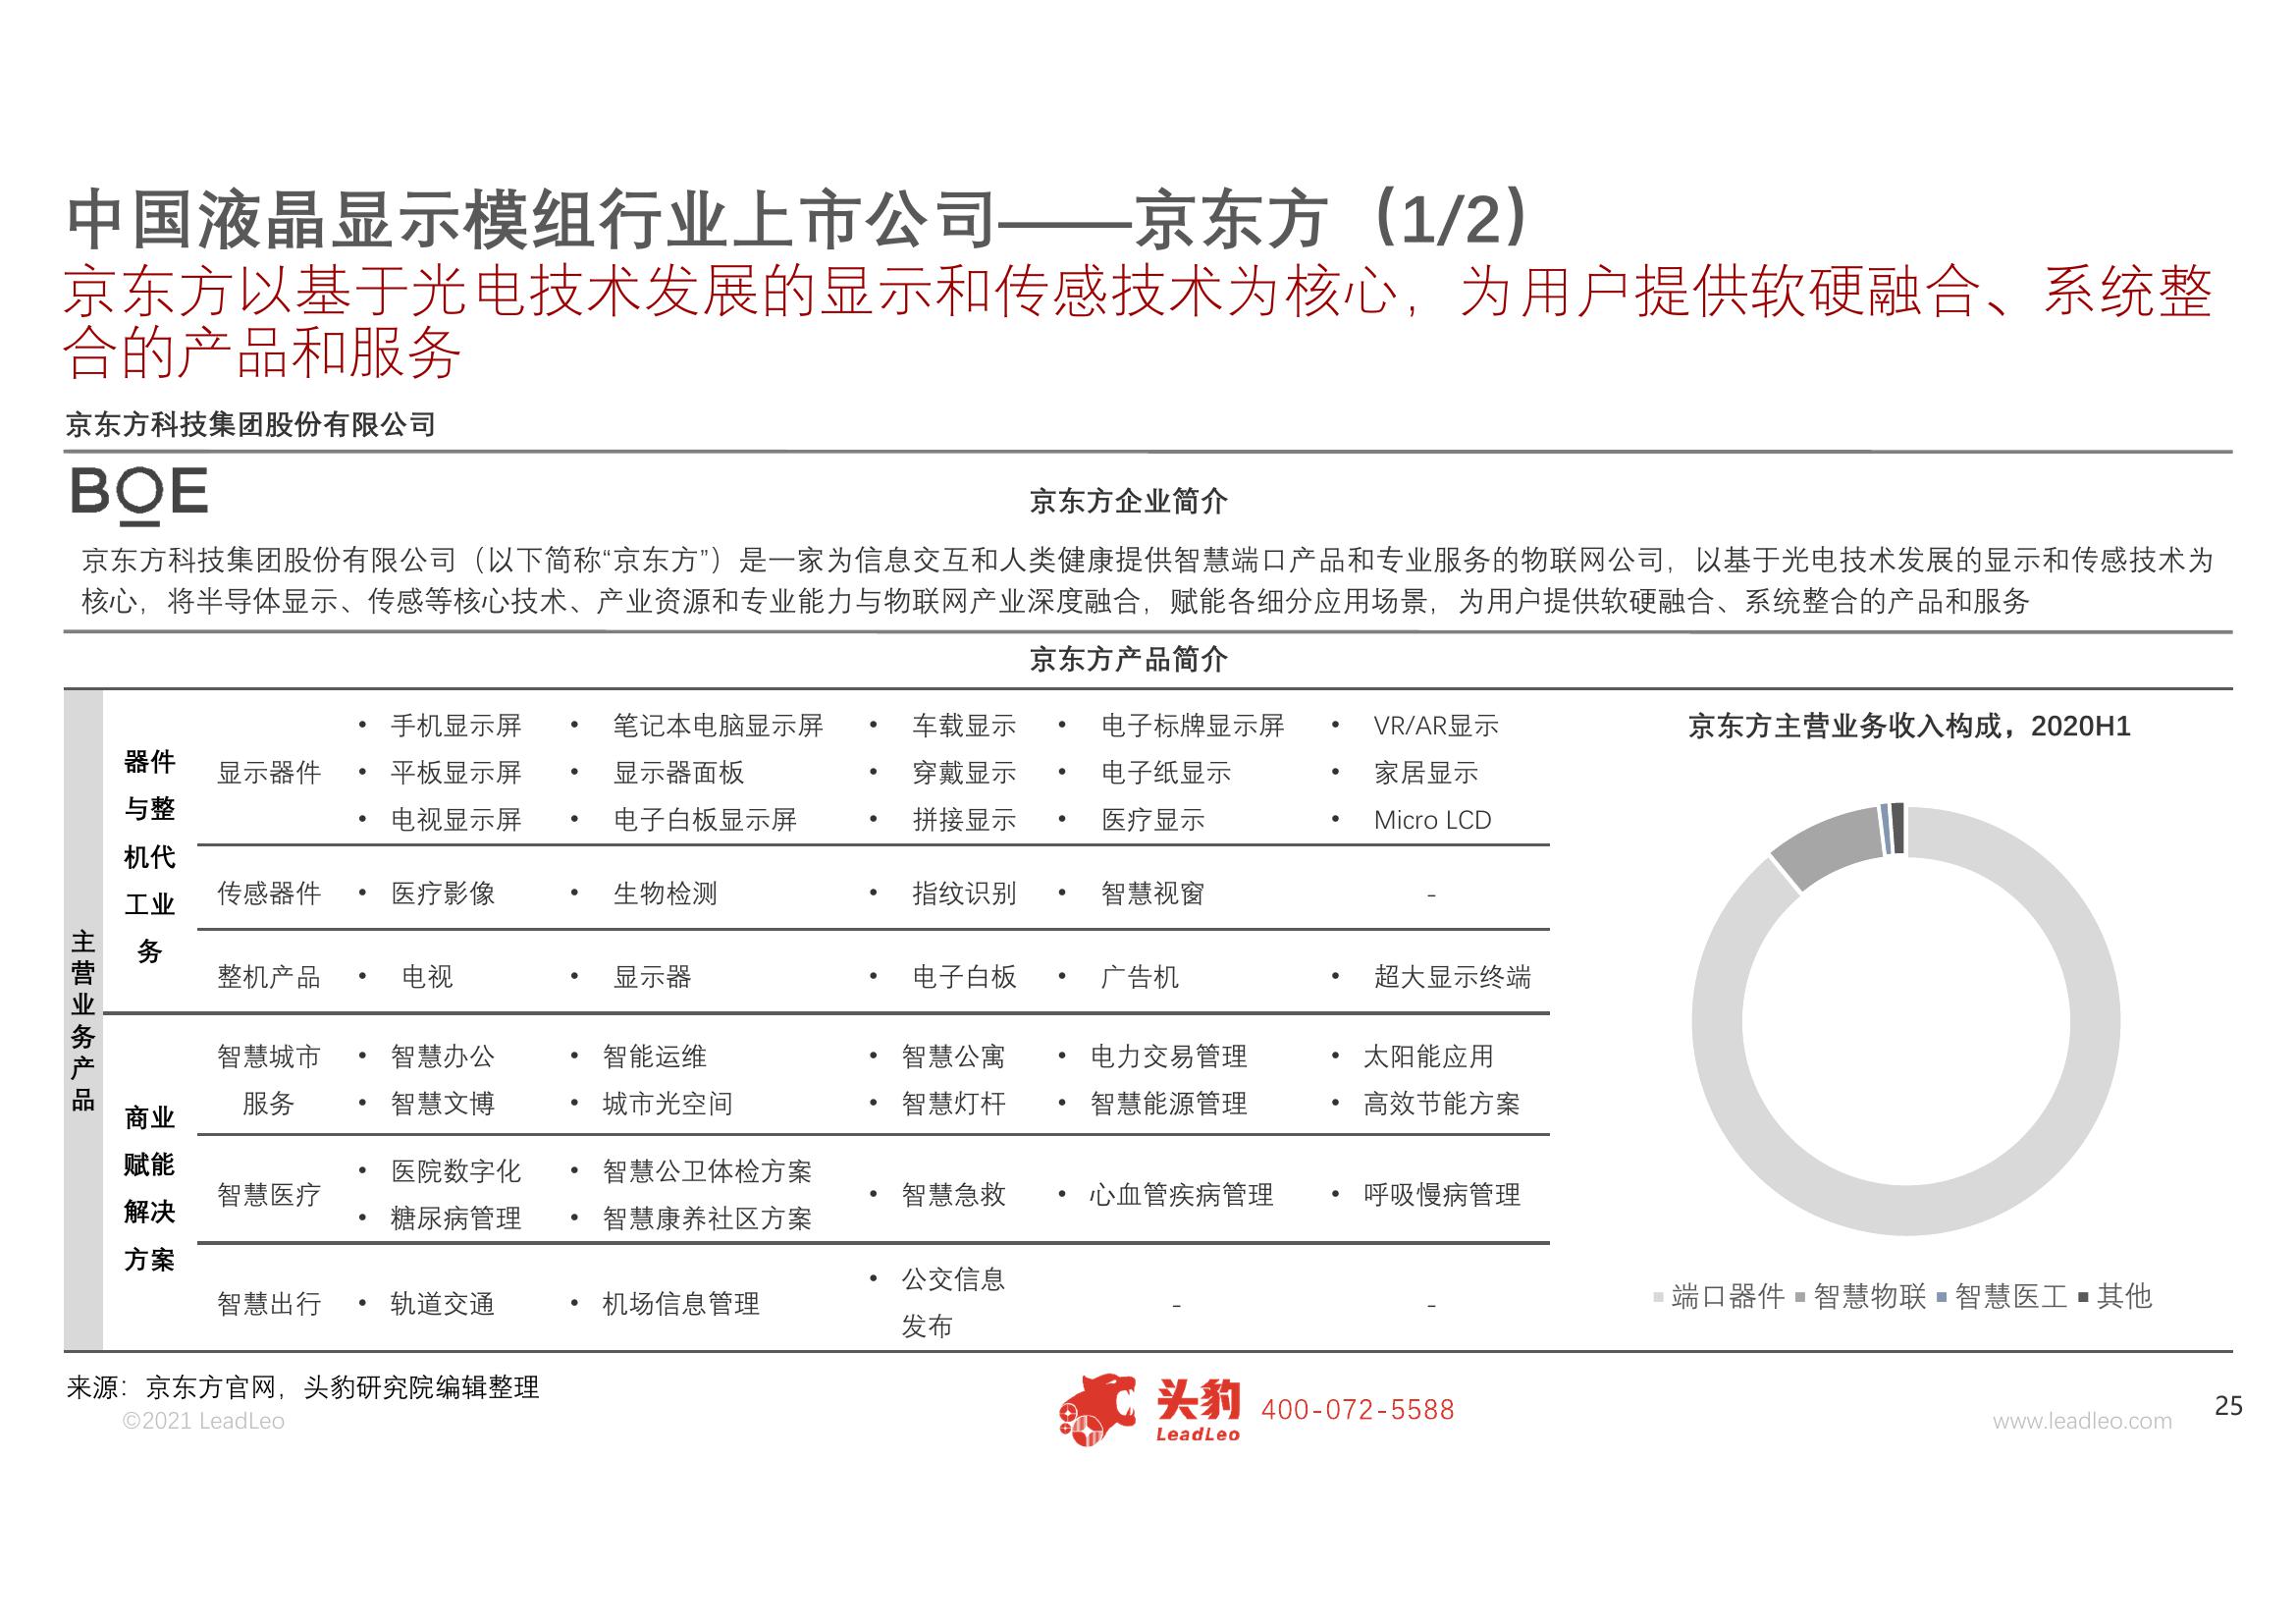 中国液晶显示模组行业上市公司——京东方（1/2）
京东方以基于光电技术发展的显示和传感技术为核心，为用户提供软硬融合、系统整
合的产品和服务
京东方科技集团股份有限公司
BOE
京东方企业简介
京东方科技集团股份有限公司（以下简称“京东方”）是一家为信息交互和人类健康提供智慧端口产品和专业服务的物联网公司，以基于光电技术发展的显示和传感技术为
核心，将半导体显示、传感等核心技术、产业资源和专业能力与物联网产业深度融合，赋能各细分应用场景，为用户提供软硬融合、系统整合的产品和服务
京东方产品简介
主营业务产品
器件
与整
机代
工业
务
显示器件
• 手机显示屏 • 笔记本电脑显示屏 • 车载显示 • 电子标牌显示屏 • VR/AR显示
• 平板显示屏 • 显示器面板 • 穿戴显示 • 电子纸显示 • 家居显示
• 电视显示屏 • 电子白板显示屏 • 拼接显示 • 医疗显示 • Micro LCD
传感器件 • 医疗影像 • 生物检测 • 指纹识别 • 智慧视窗 -
整机产品 • 电视 • 显示器 • 电子白板 • 广告机 • 超大显示终端
商业
赋能
解决
方案
智慧城市
服务
• 智慧办公 • 智能运维 • 智慧公寓 • 电力交易管理 • 太阳能应用
• 智慧文博 • 城市光空间 • 智慧灯杆 • 智慧能源管理 • 高效节能方案
智慧医疗
• 医院数字化 • 智慧公卫体检方案
• 糖尿病管理 • 智慧康养社区方案
• 智慧急救 • 心血管疾病管理 • 呼吸慢病管理
智慧出行 • 轨道交通 • 机场信息管理
• 公交信息
发布
- -
京东方主营业务收入构成，2020H1
端口器件 智慧物联 智慧医工 其他
来源：京东方官网，头豹研究院编辑整理
©2021 LeadLeo
头豹
LeadLeo
400-072-5588
www.leadleo.com
25